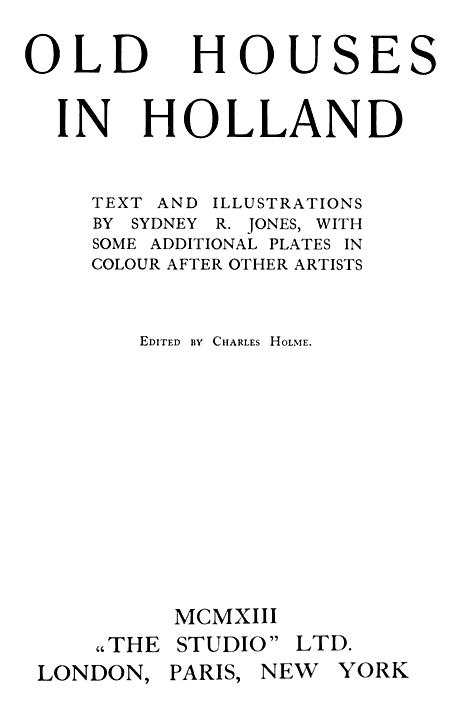 OLD HOUSES
IN HOLLAND
TEXT AND ILLUSTRATIONS
BY SYDNEY R. JONES, WITH
SOME ADDITIONAL PLATES IN
COLOUR AFTER OTHER ARTISTS
EDITED BY CHARLES HOLME.
MCMXIII
„THE STUDIO” LTD.
LONDON, PARIS, NEW YORK